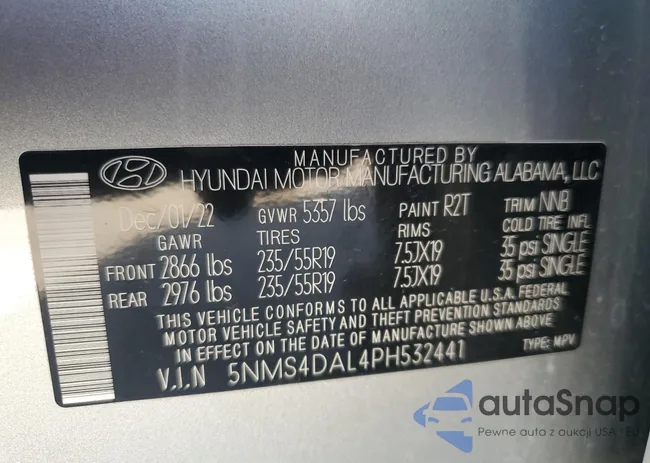 MANUFACTURED BY
HYUNDAI MOTOR MANUFACTURING ALABAMA, LLC
Dec/01/22 GVWR 5357 lbs PAINT R2T TRIM NNB
GAWR TIRES RIMS COLD TIRE INFL.
FRONT 2866 lbs 235/55R19 7.5JX19 35 psi SINGLE
REAR 2976 lbs 235/55R19 7.5JX19 35 psi SINGLE
THIS VEHICLE CONFORMS TO ALL APPLICABLE U.S.A. FEDERAL
MOTOR VEHICLE SAFETY AND THEFT PREVENTION STANDARDS
IN EFFECT ON THE DATE OF MANUFACTURE SHOWN ABOVE.
V.I.N 5NMS4DAL4PH532441 TYPE: MPV
autoSnap
Pewne auta z aukcji USA i EU